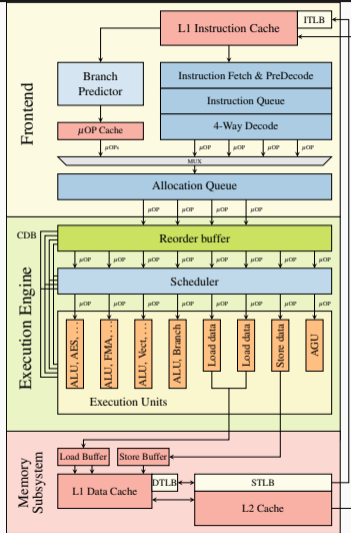 L1 Instruction Cache
ITLB
Frontend
Branch
Predictor
Instruction Fetch & PreDecode
Instruction Queue
4-Way Decode
μOP Cache
μOPs
μOP μOP μOP μOP
MUX
Allocation Queue
μOP μOP μOP μOP
Execution Engine
CDB
Reorder buffer
μOP μOP μOP μOP μOP μOP μOP μOP
Scheduler
μOP μOP μOP μOP μOP μOP μOP μOP
ALU, AES, ...
ALU, FMA, ...
ALU, Vect, ...
ALU, Branch
Load data
Load data
Store data
AGU
Execution Units
Memory
Subsystem
Load Buffer
Store Buffer
L1 Data Cache
DTLB
STLB
L2 Cache